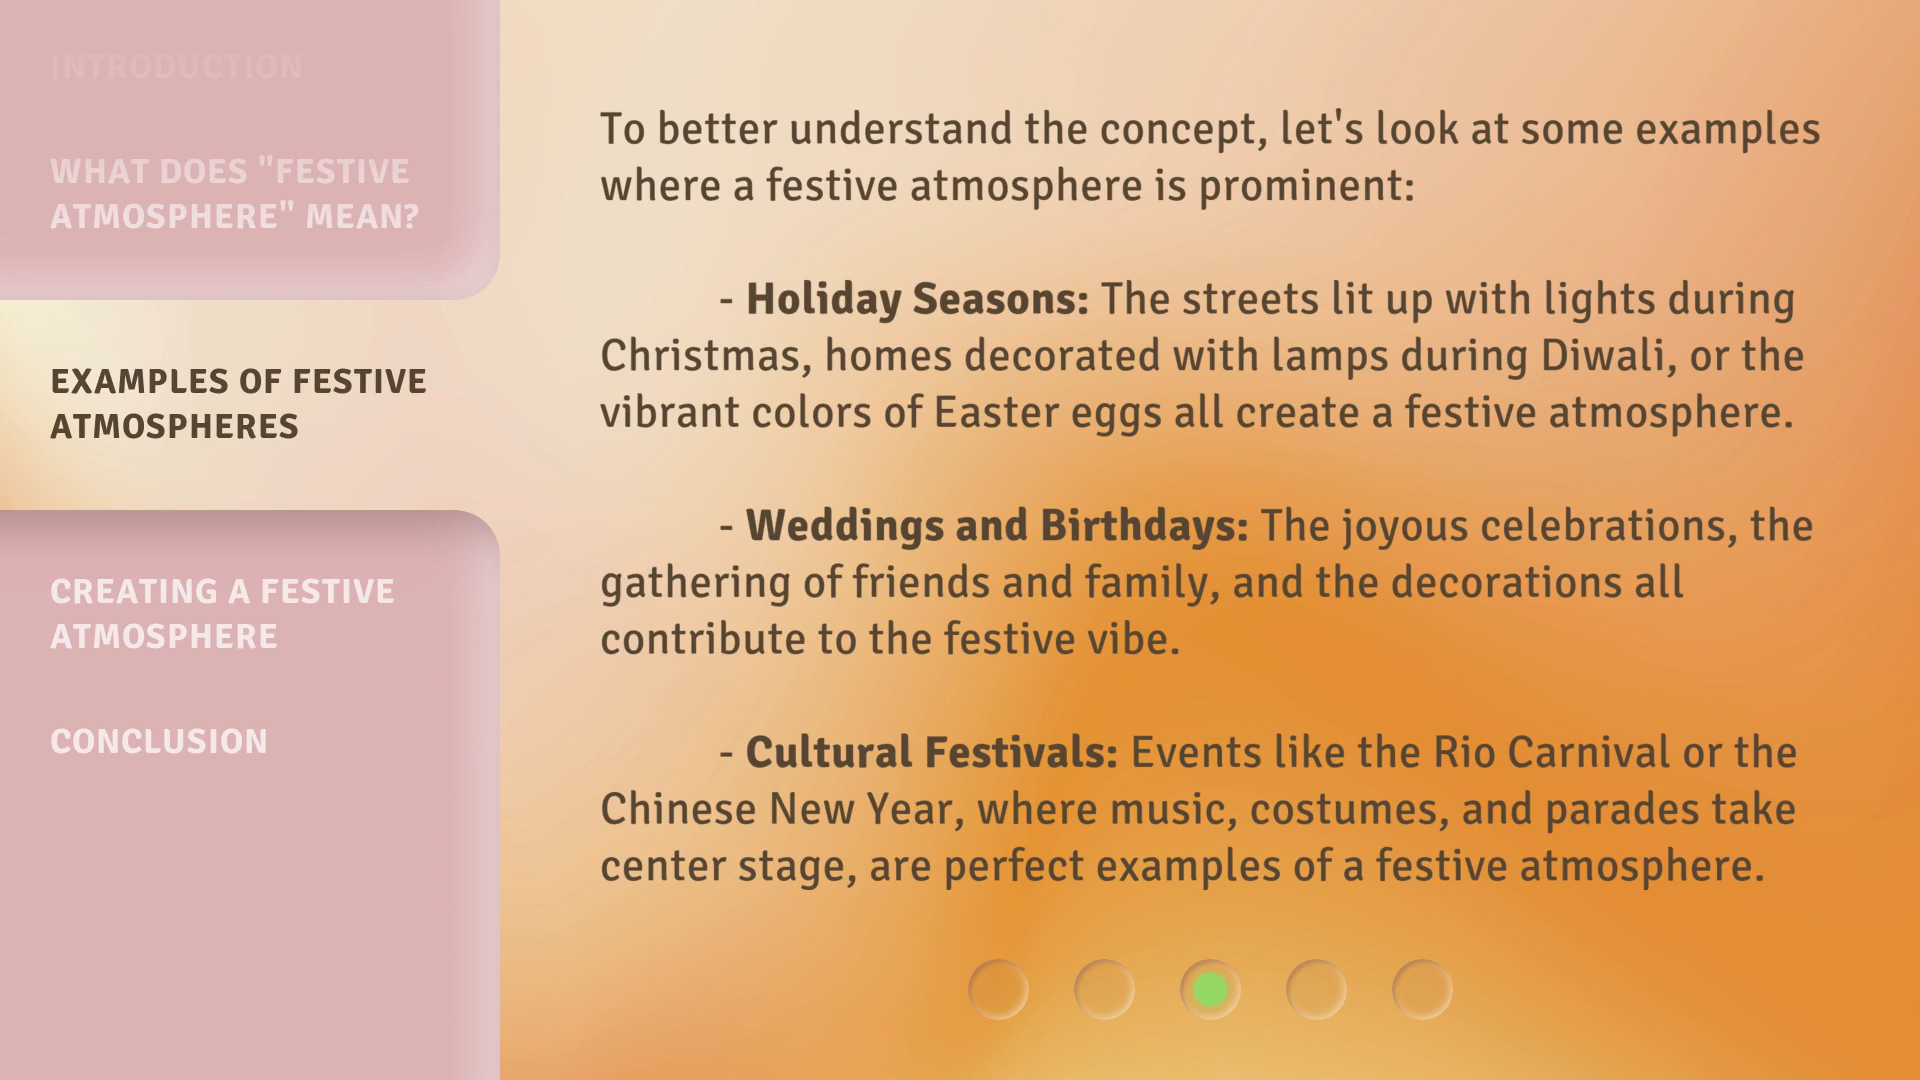 INTRODUCTION
WHAT DOES "FESTIVE
ATMOSPHERE" MEAN?
EXAMPLES OF FESTIVE
ATMOSPHERES
CREATING A FESTIVE
ATMOSPHERE
CONCLUSION
To better understand the concept, let's look at some examples
where a festive atmosphere is prominent:
- Holiday Seasons: The streets lit up with lights during
Christmas, homes decorated with lamps during Diwali, or the
vibrant colors of Easter eggs all create a festive atmosphere.
- Weddings and Birthdays: The joyous celebrations, the
gathering of friends and family, and the decorations all
contribute to the festive vibe.
- Cultural Festivals: Events like the Rio Carnival or the
Chinese New Year, where music, costumes, and parades take
center stage, are perfect examples of a festive atmosphere.